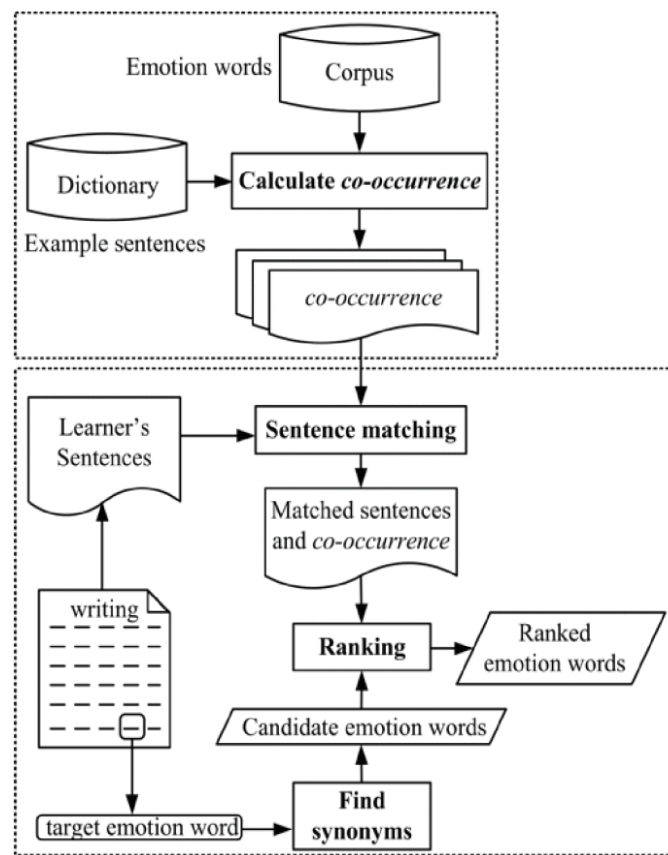 Emotion words
Corpus
Dictionary
Calculate co-occurrence
Example sentences
co-occurrence
Learner's
Sentences
Sentence matching
Matched sentences
and co-occurrence
writing
Ranking
Ranked
emotion words
Candidate emotion words
target emotion word
Find
synonyms